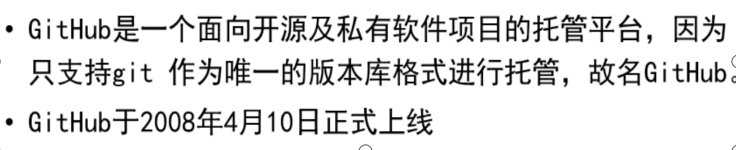 • GitHub是一个面向开源及私有软件项目的托管平台，因为
只支持git 作为唯一的版本库格式进行托管，故名GitHub。
• GitHub于2008年4月10日正式上线